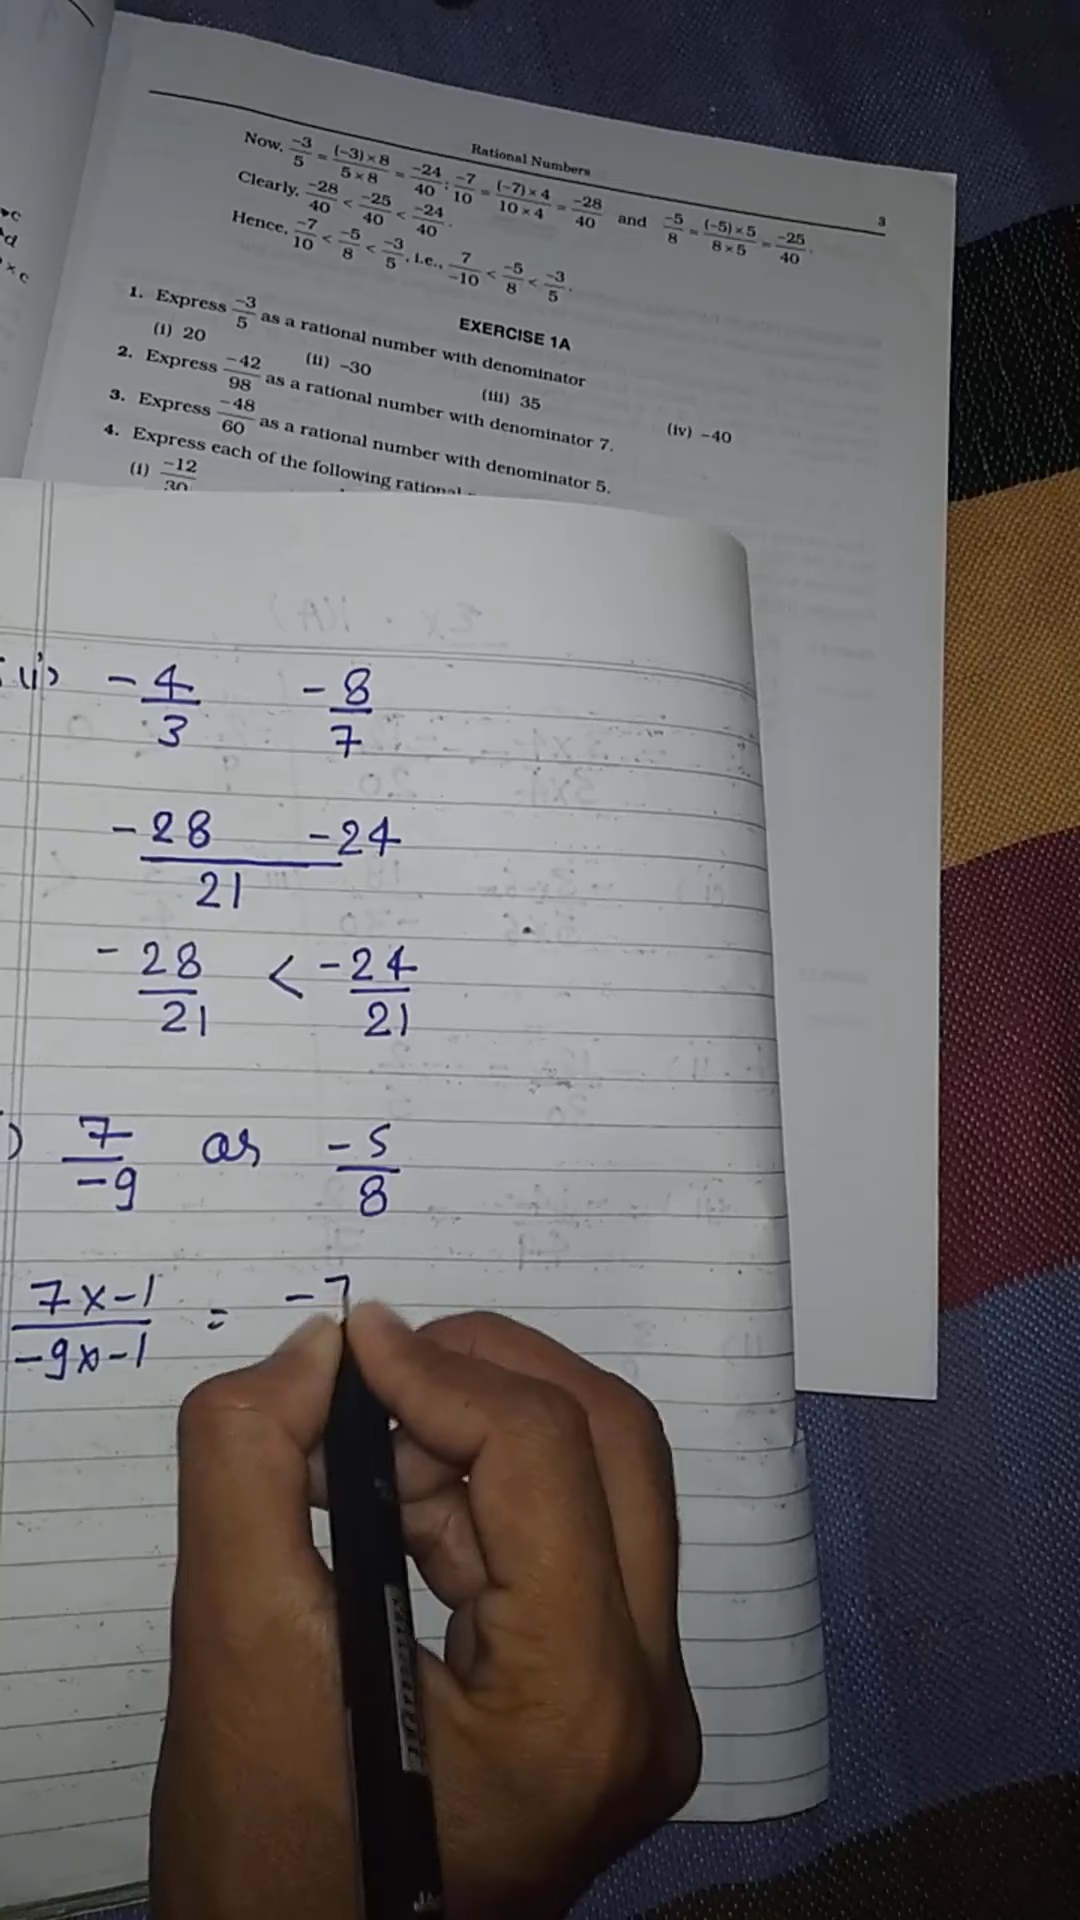 Rational Numbers
3
Now, -3/5 = (-3)×8/5×8 = -24/40; -7/10 = (-7)×4/10×4 = -28/40 and -5/8 = (-5)×5/8×5 = -25/40.
Clearly, -28/40 < -25/40 < -24/40.
Hence, -7/10 < -5/8 < -3/5, i.e., 7/-10 < -5/8 < -3/5.
EXERCISE 1A
1. Express -3/5 as a rational number with denominator
(i) 20 (ii) -30 (iii) 35 (iv) -40
2. Express -42/98 as a rational number with denominator 7.
3. Express -48/60 as a rational number with denominator 5.
4. Express each of the following rational
(i) -12/30
-4/3 -8/7
-28 -24/21
-28/21 < -24/21
7/-9 or -5/8
7x-1/-9x-1 = -7